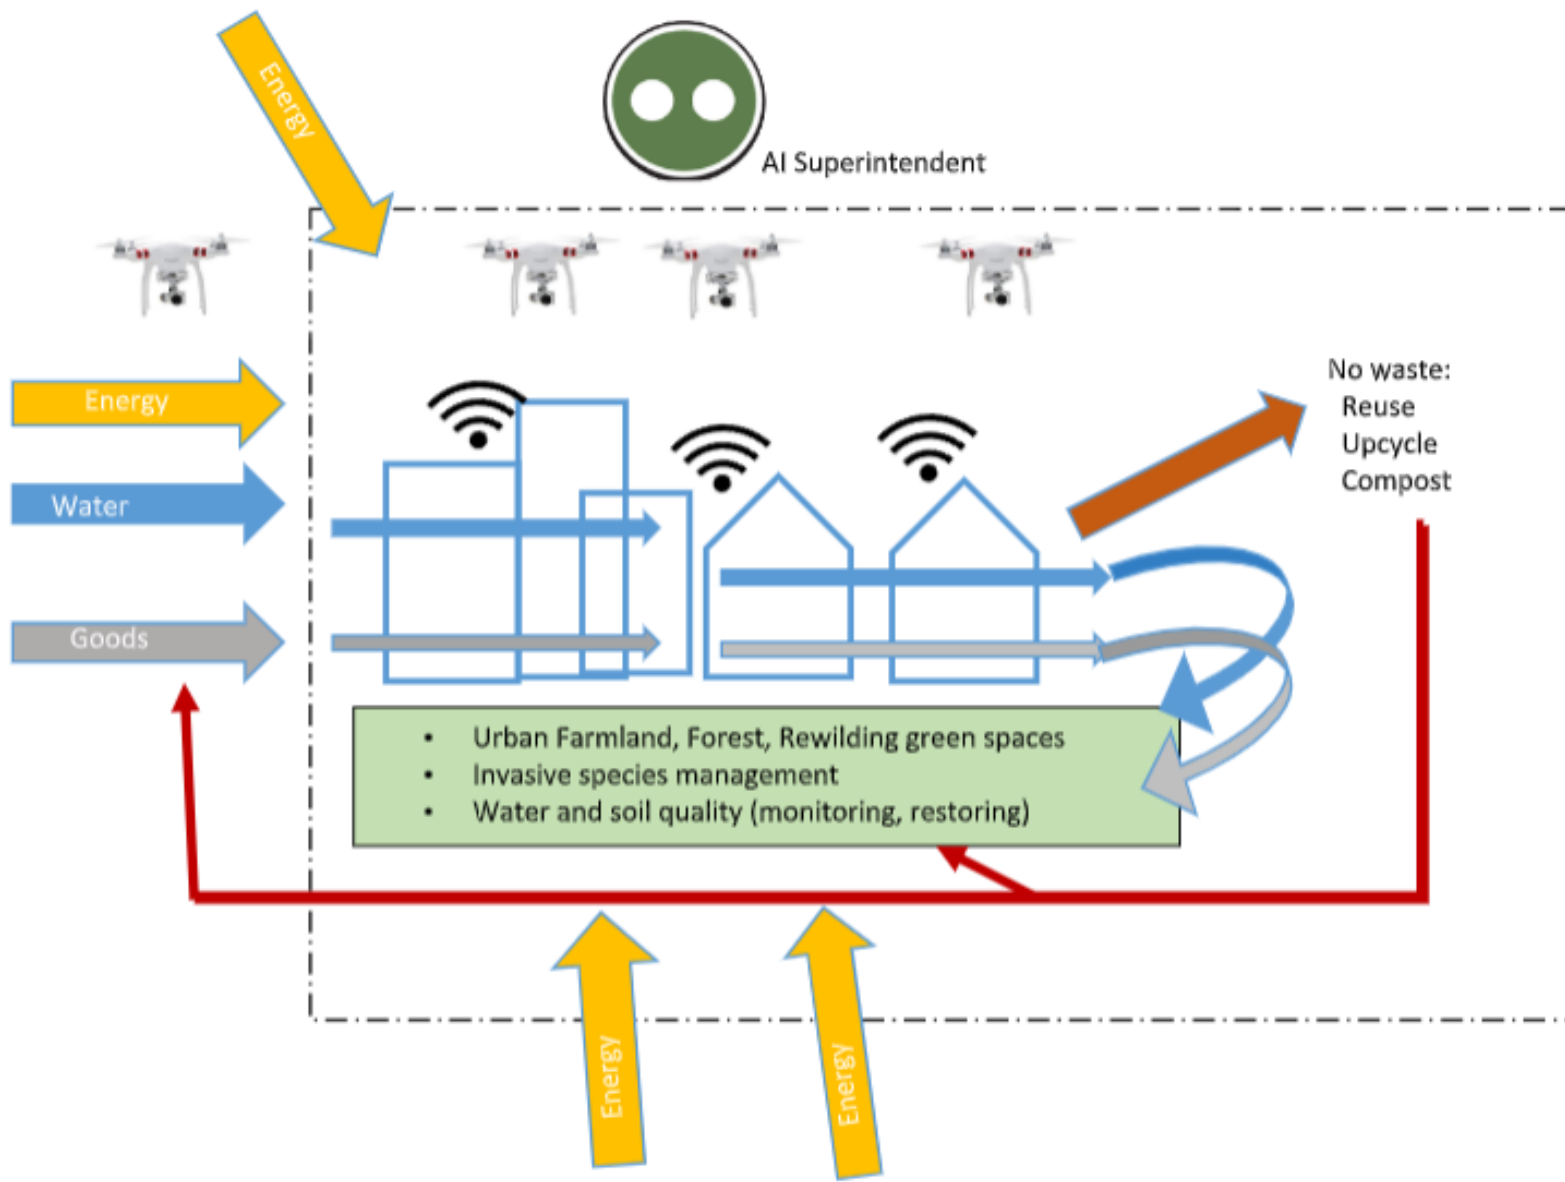 Energy
AI Superintendent
Energy
Water
Goods
No waste:
Reuse
Upcycle
Compost
• Urban Farmland, Forest, Rewilding green spaces
• Invasive species management
• Water and soil quality (monitoring, restoring)
Energy
Energy